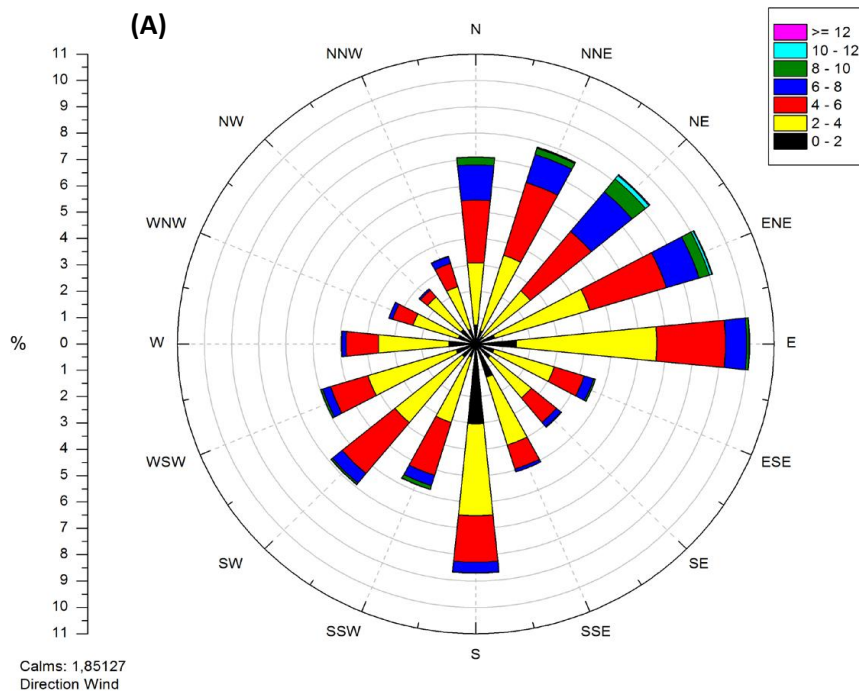 (A)
N
NNE
NE
ENE
E
ESE
SE
SSE
S
SSW
SW
WSW
W
WNW
NW
NNW
11
10
9
8
7
6
5
4
3
2
1
0
1
2
3
4
5
6
7
8
9
10
11
%
>= 12
10 - 12
8 - 10
6 - 8
4 - 6
2 - 4
0 - 2
Calms: 1,85127
Direction Wind